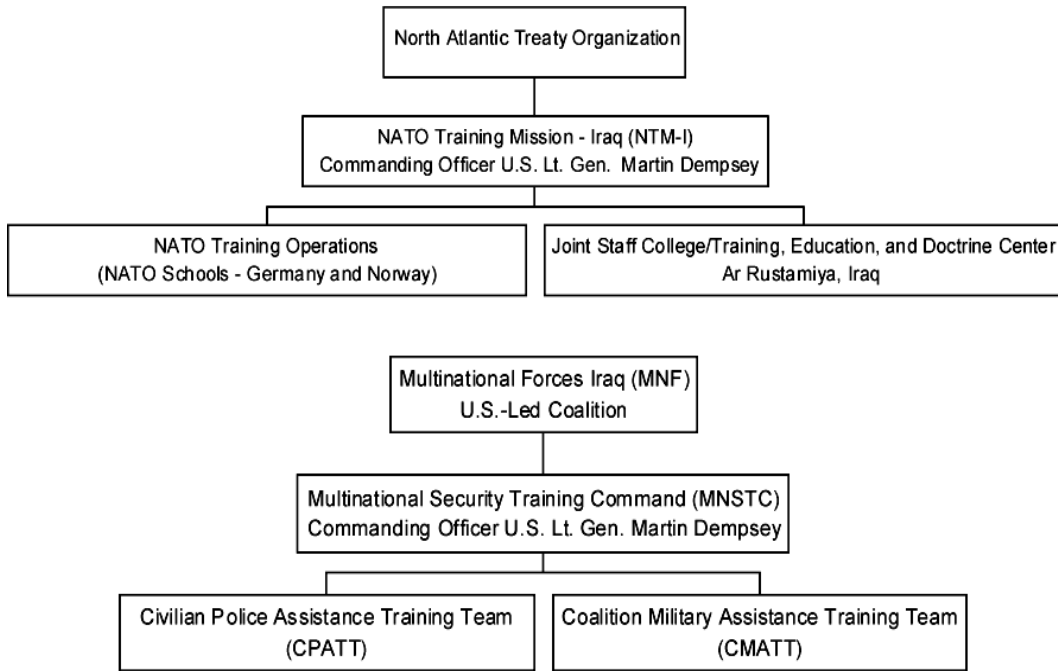 North Atlantic Treaty Organization
NATO Training Mission - Iraq (NTM-I)
Commanding Officer U.S. Lt. Gen. Martin Dempsey
NATO Training Operations
(NATO Schools - Germany and Norway)
Joint Staff College/Training, Education, and Doctrine Center
Ar Rustamiya, Iraq
Multinational Forces Iraq (MNF)
U.S.-Led Coalition
Multinational Security Training Command (MNSTC)
Commanding Officer U.S. Lt. Gen. Martin Dempsey
Civilian Police Assistance Training Team
(CPATT)
Coalition Military Assistance Training Team
(CMATT)